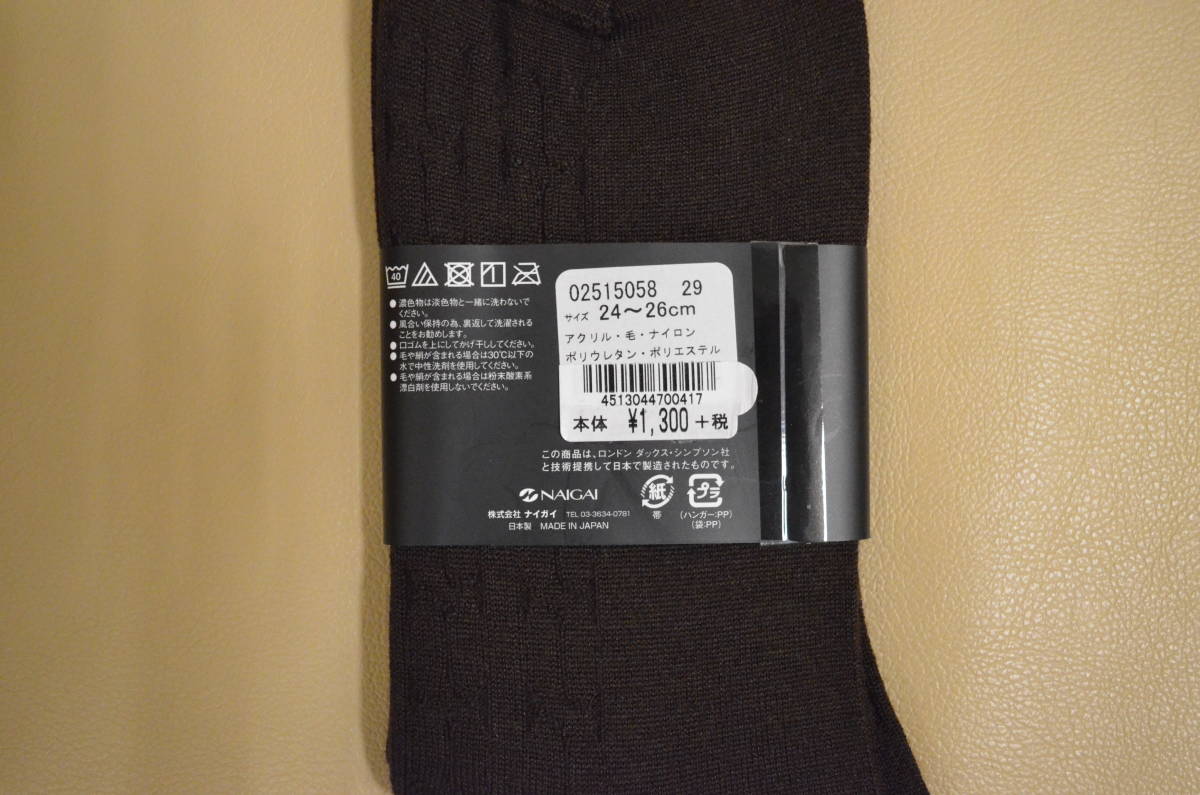 40
●濃色物は淡色物と一緒に洗わないで
ください。
●風合い保持の為、裏返して洗濯される
ことをお勧めします。
●口ゴムを上にしてかげ干ししてください。
●毛や絹が含まれる場合は30℃以下の
水で中性洗剤を使用してください。
●毛や絹が含まれる場合は粉末酸素系
漂白剤を使用しないでください。
02515058 29
サイズ 24～26cm
アクリル・毛・ナイロン
ポリウレタン・ポリエステル
4513044700417
本体 ¥1,300 +税
この商品は、ロンドン ダックス・シンプソン社
と技術提携して日本で製造されたものです。
NAIGAI
株式会社 ナイガイ TEL 03-3634-0781
日本製 MADE IN JAPAN
紙
帯
プラ
(ハンガー:PP)
(袋:PP)